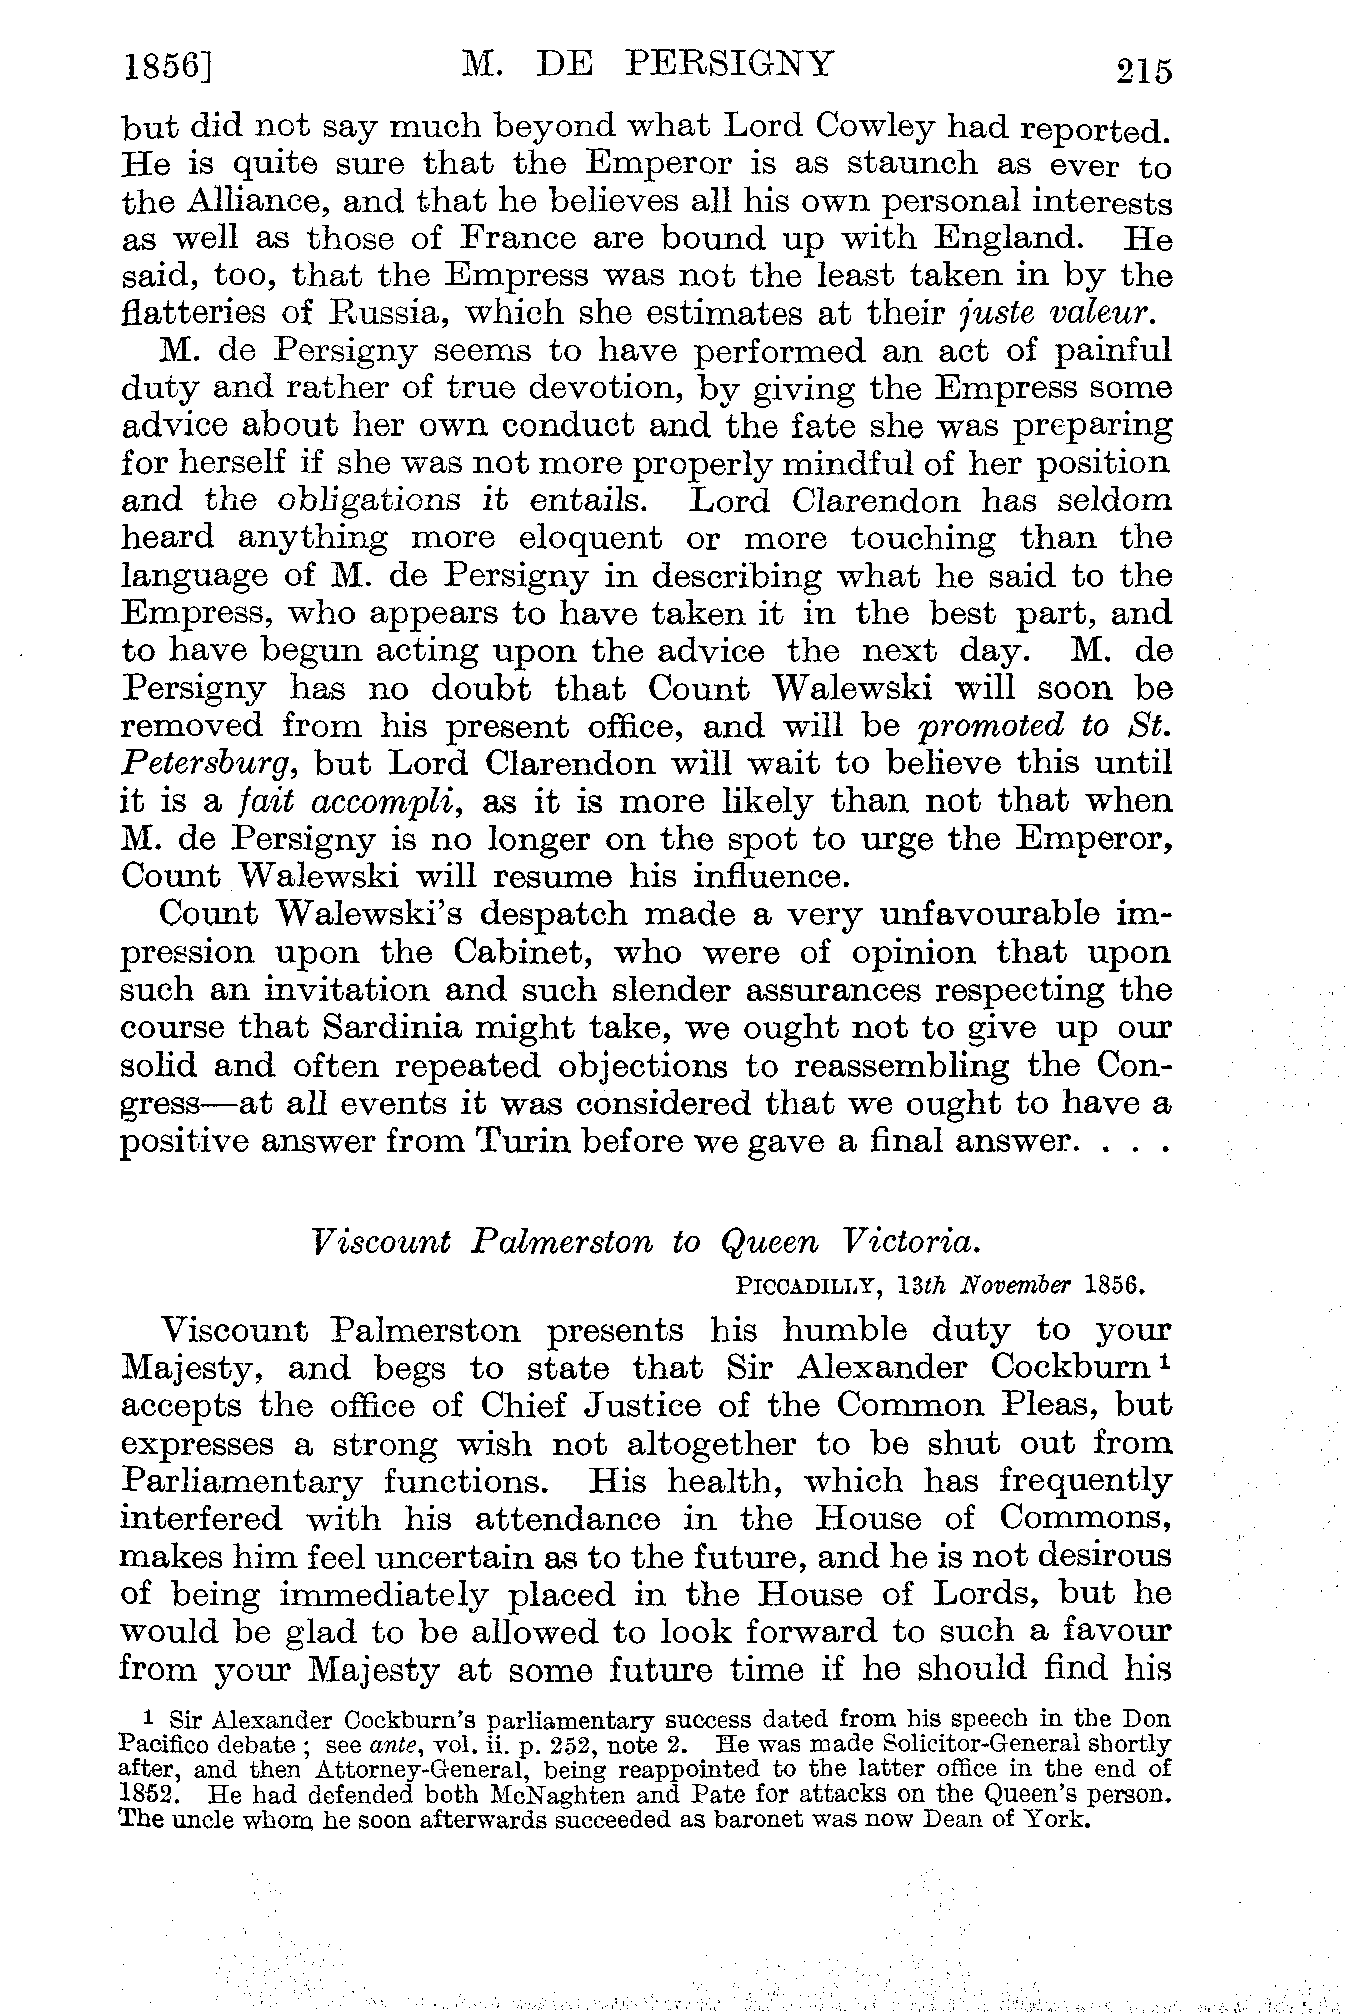 1856] M. DE PERSIGNY 215
but did not say much beyond what Lord Cowley had reported.
He is quite sure that the Emperor is as staunch as ever to
the Alliance, and that he believes all his own personal interests
as well as those of France are bound up with England. He
said, too, that the Empress was not the least taken in by the
flatteries of Russia, which she estimates at their juste valeur.
M. de Persigny seems to have performed an act of painful
duty and rather of true devotion, by giving the Empress some
advice about her own conduct and the fate she was preparing
for herself if she was not more properly mindful of her position
and the obligations it entails. Lord Clarendon has seldom
heard anything more eloquent or more touching than the
language of M. de Persigny in describing what he said to the
Empress, who appears to have taken it in the best part, and
to have begun acting upon the advice the next day. M. de
Persigny has no doubt that Count Walewski will soon be
removed from his present office, and will be promoted to St.
Petersburg, but Lord Clarendon will wait to believe this until
it is a fait accompli, as it is more likely than not that when
M. de Persigny is no longer on the spot to urge the Emperor,
Count Walewski will resume his influence.
Count Walewski's despatch made a very unfavourable im-
pression upon the Cabinet, who were of opinion that upon
such an invitation and such slender assurances respecting the
course that Sardinia might take, we ought not to give up our
solid and often repeated objections to reassembling the Con-
gress—at all events it was considered that we ought to have a
positive answer from Turin before we gave a final answer. . . .
Viscount Palmerston to Queen Victoria.
PICCADILLY, 13th November 1856.
Viscount Palmerston presents his humble duty to your
Majesty, and begs to state that Sir Alexander Cockburn 1
accepts the office of Chief Justice of the Common Pleas, but
expresses a strong wish not altogether to be shut out from
Parliamentary functions. His health, which has frequently
interfered with his attendance in the House of Commons,
makes him feel uncertain as to the future, and he is not desirous
of being immediately placed in the House of Lords, but he
would be glad to be allowed to look forward to such a favour
from your Majesty at some future time if he should find his
1 Sir Alexander Cockburn's parliamentary success dated from his speech in the Don
Pacifico debate ; see ante, vol. ii. p. 252, note 2. He was made Solicitor-General shortly
after, and then Attorney-General, being reappointed to the latter office in the end of
1852. He had defended both McNaghten and Pate for attacks on the Queen's person.
The uncle whom he soon afterwards succeeded as baronet was now Dean of York.